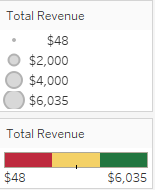 Total Revenue
$48
$2,000
$4,000
$6,035
Total Revenue
$48 $6,035